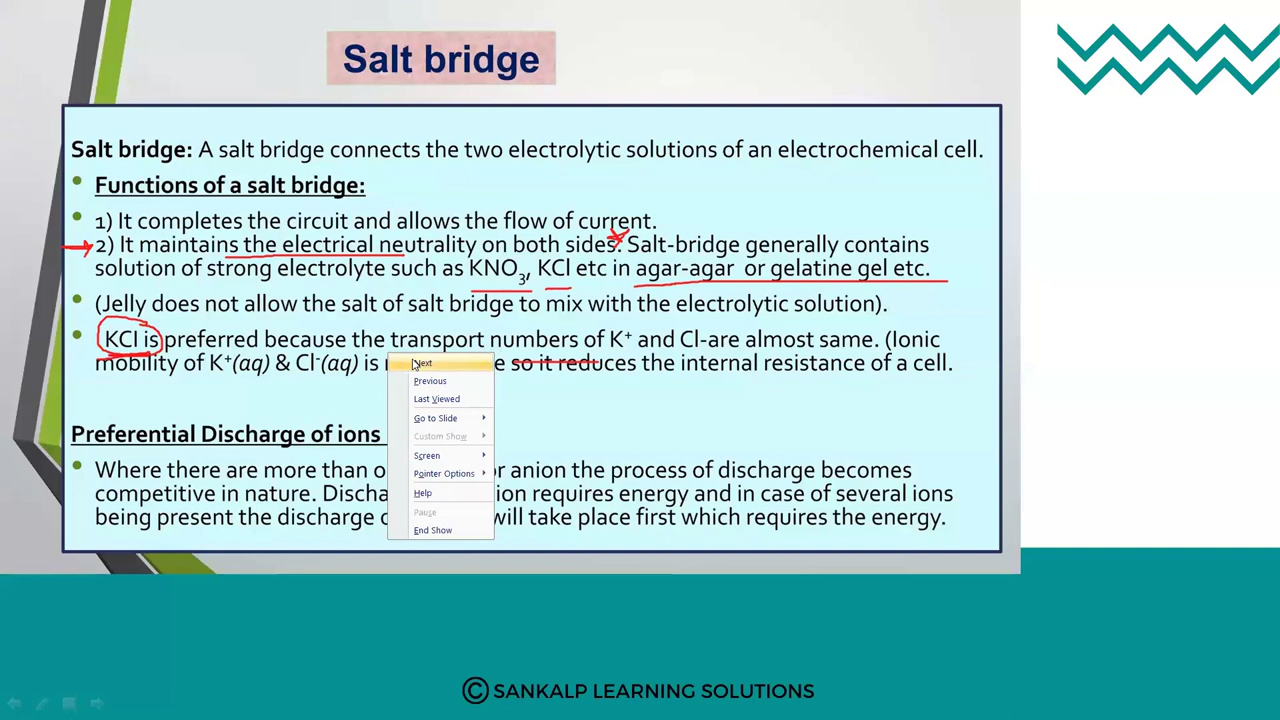 Salt bridge
Salt bridge: A salt bridge connects the two electrolytic solutions of an electrochemical cell.
• Functions of a salt bridge:
• 1) It completes the circuit and allows the flow of current.
2) It maintains the electrical neutrality on both sides. Salt-bridge generally contains
solution of strong electrolyte such as KNO₃, KCl etc in agar-agar or gelatine gel etc.
• (Jelly does not allow the salt of salt bridge to mix with the electrolytic solution).
• KCl is preferred because the transport numbers of K⁺ and Cl-are almost same. (Ionic
mobility of K⁺(aq) & Cl⁻(aq) is so it reduces the internal resistance of a cell.
Next
Previous
Last Viewed
Go to Slide
Custom Show
Screen
Pointer Options
Help
Pause
End Show
Preferential Discharge of ions
• Where there are more than or anion the process of discharge becomes
competitive in nature. requires energy and in case of several ions
being present the discharge will take place first which requires the energy.
© SANKALP LEARNING SOLUTIONS